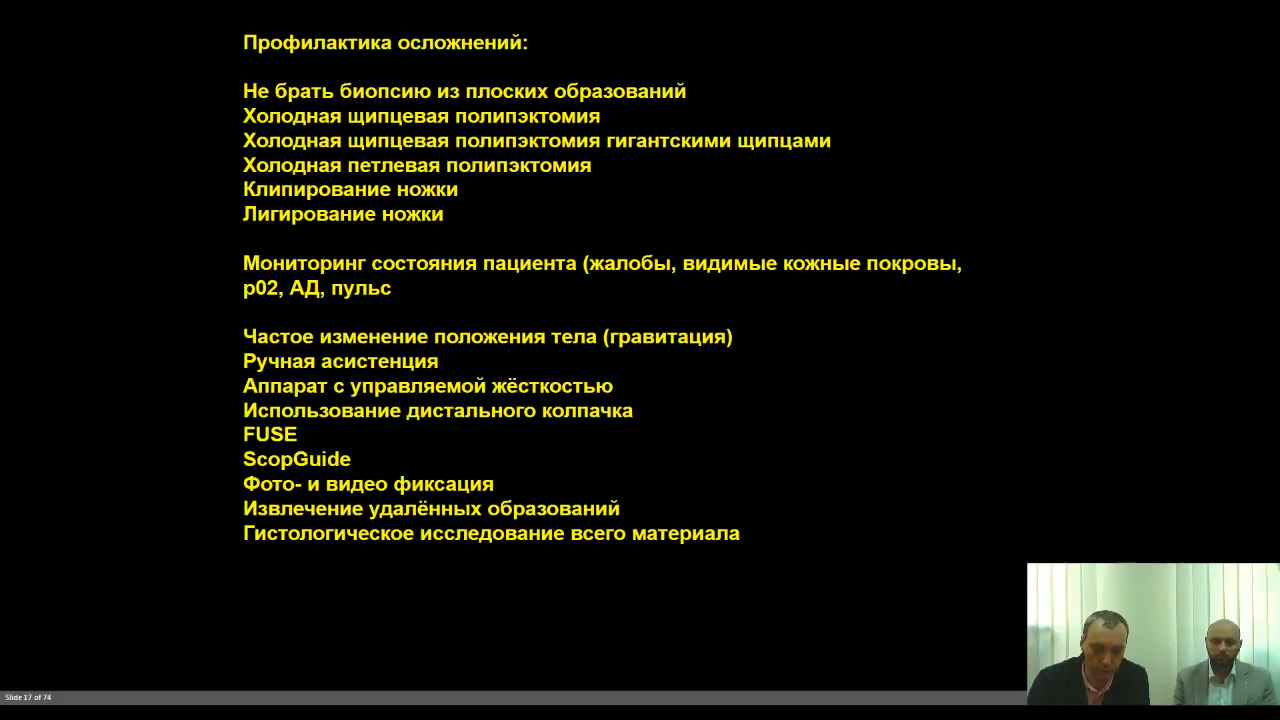 Профилактика осложнений:
Не брать биопсию из плоских образований
Холодная щипцевая полипэктомия
Холодная щипцевая полипэктомия гигантскими щипцами
Холодная петлевая полипэктомия
Клипирование ножки
Лигирование ножки
Мониторинг состояния пациента (жалобы, видимые кожные покровы,
р02, АД, пульс
Частое изменение положения тела (гравитация)
Ручная асистенция
Аппарат с управляемой жёсткостью
Использование дистального колпачка
FUSE
ScopGuide
Фото- и видео фиксация
Извлечение удалённых образований
Гистологическое исследование всего материала
Slide 17 of 74